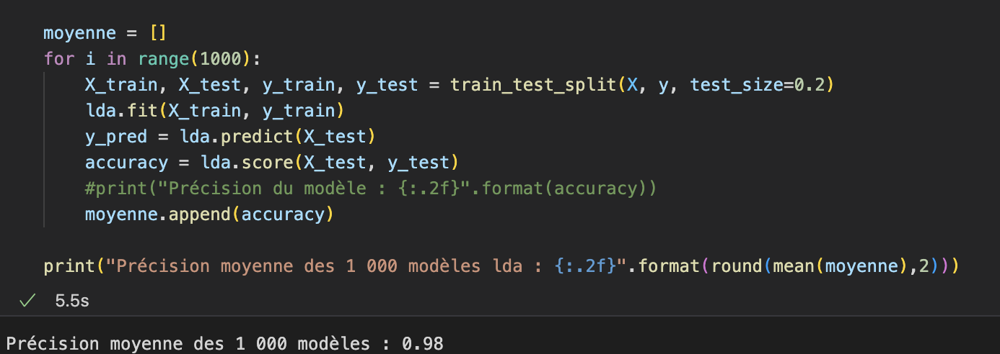 moyenne = []
for i in range(1000):
    X_train, X_test, y_train, y_test = train_test_split(X, y, test_size=0.2)
    lda.fit(X_train, y_train)
    y_pred = lda.predict(X_test)
    accuracy = lda.score(X_test, y_test)
    #print("Précision du modèle : {:.2f}".format(accuracy))
    moyenne.append(accuracy)
print("Précision moyenne des 1 000 modèles lda : {:.2f}".format(round(mean(moyenne),2)))
5.5s
Précision moyenne des 1 000 modèles : 0.98